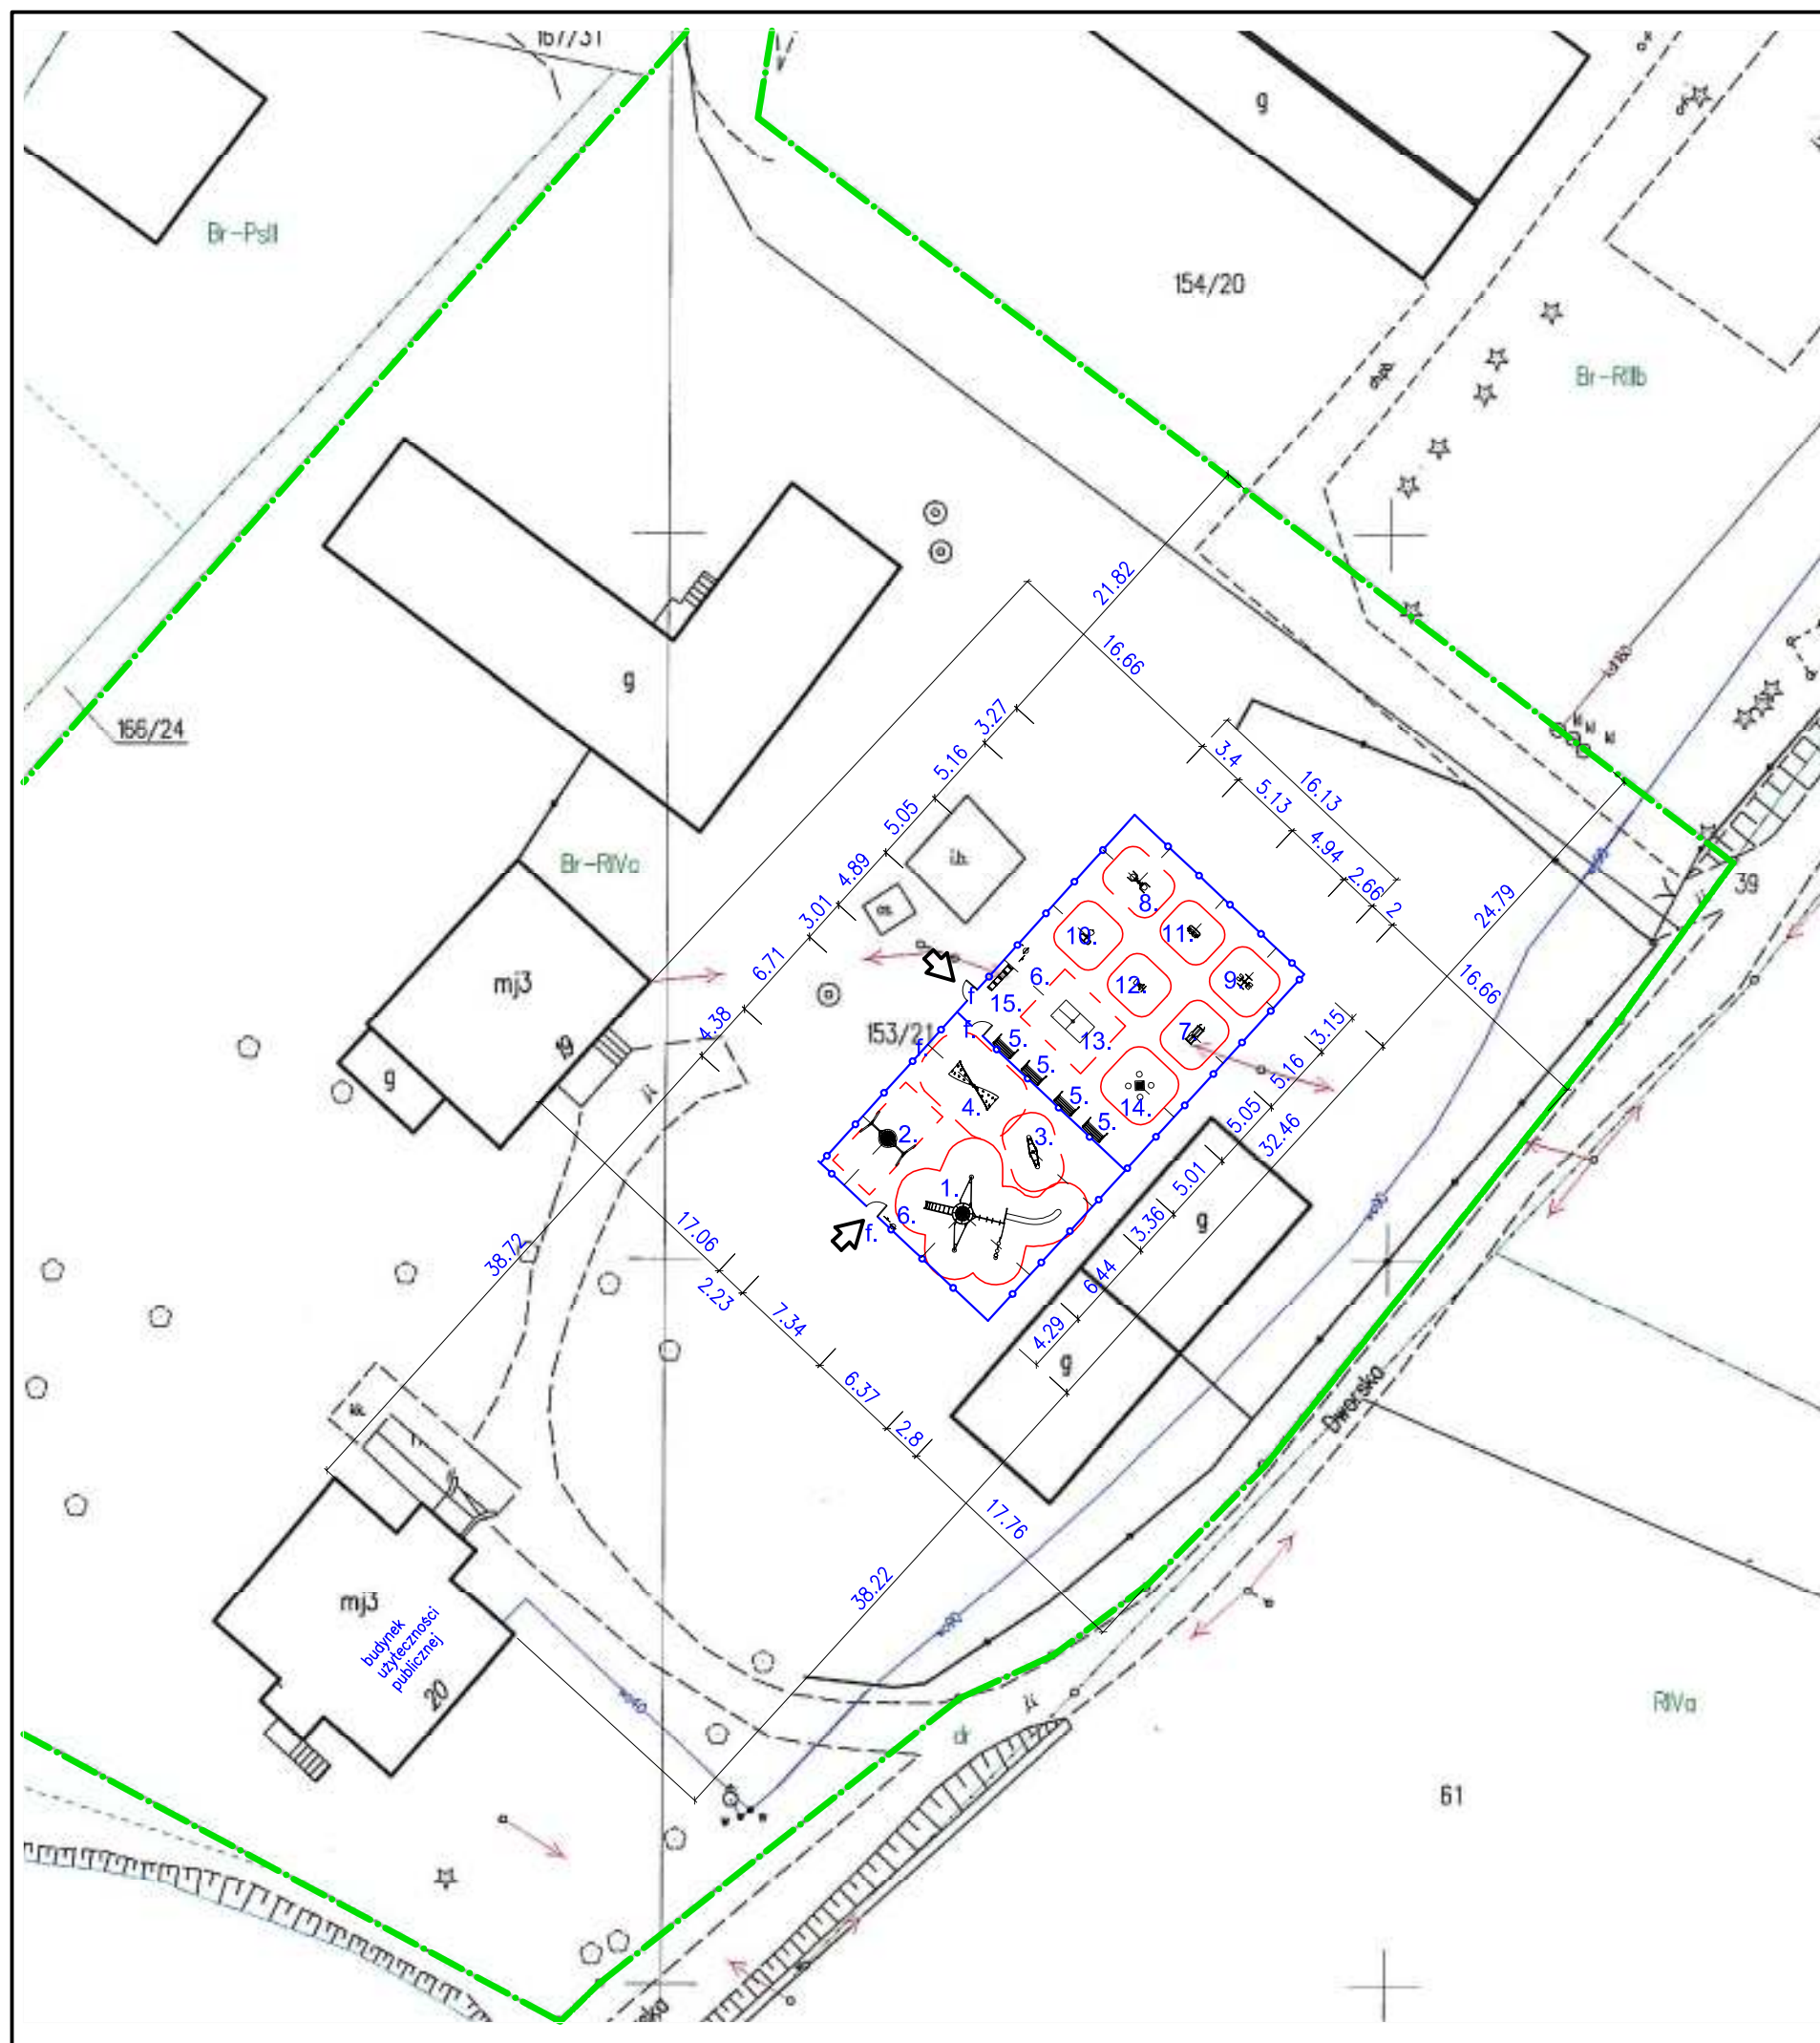 167/31
g
Br-PsIII
154/20
Br-RIIIb
21.82
16.66
g
166/24
3.27
5.16
3.4
5.13
16.13
5.05
4.94
4.89
i.b.
Br-RIVa
2.66
2
24.79
39
3.01
8.
10.
11.
6.71
mj3
6.
12.
9.
16.66
f.
15.
4.38
153/21
f.
5.
13.
7.
3.15
19
f.
5.
5.16
g
5.
14.
5.05
4.
5.
32.46
2.
3.
5.01
1.
g
6.
3.36
f.
38.72
17.06
6.44
2.23
7.34
4.29
g
Dworska
6.37
2.8
17.76
38.22
mj3
budynek
użyteczności
publicznej
20
RIVa
dr
61